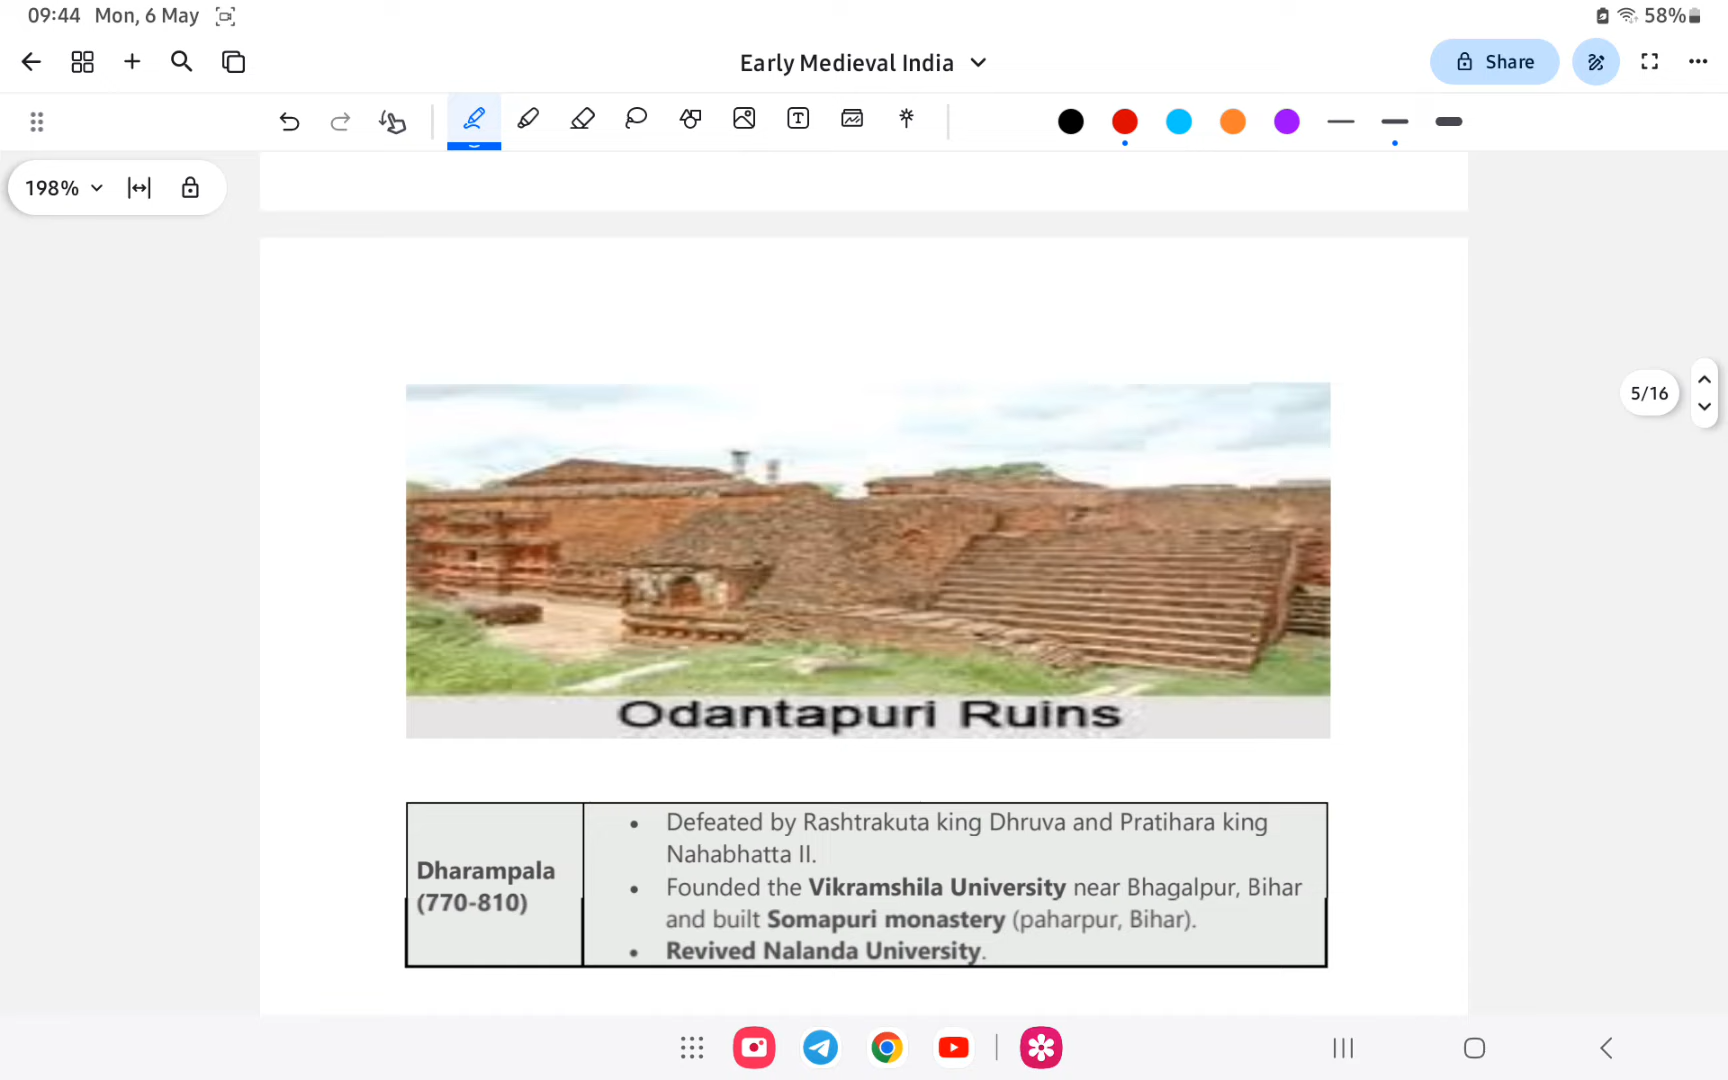 09:44 Mon, 6 May
58%
Early Medieval India
Share
198%
5/16
Odantapuri Ruins
Dharampala
(770-810)
• Defeated by Rashtrakuta king Dhruva and Pratihara king
Nahabhatta II.
• Founded the Vikramshila University near Bhagalpur, Bihar
and built Somapuri monastery (paharpur, Bihar).
• Revived Nalanda University.